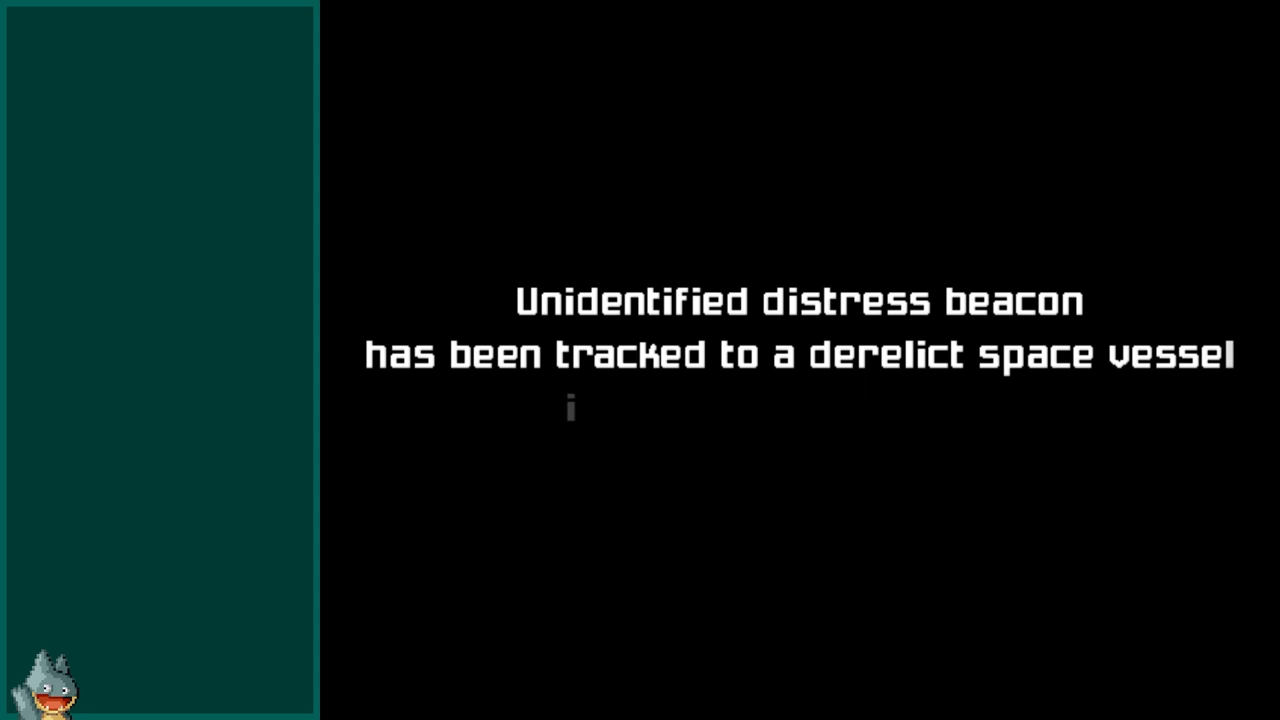 Unidentified distress beacon
has been tracked to a derelict space vessel
i